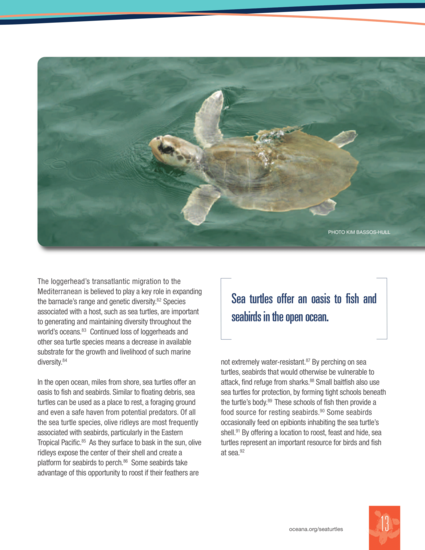 PHOTO KIM BASSOS-HULL
The loggerhead's transatlantic migration to the
Mediterranean is believed to play a key role in expanding
the barnacle's range and genetic diversity.82 Species
associated with a host, such as sea turtles, are important
to generating and maintaining diversity throughout the
world's oceans.83 Continued loss of loggerheads and
other sea turtle species means a decrease in available
substrate for the growth and livelihood of such marine
diversity.84
In the open ocean, miles from shore, sea turtles offer an
oasis to fish and seabirds. Similar to floating debris, sea
turtles can be used as a place to rest, a foraging ground
and even a safe haven from potential predators. Of all
the sea turtle species, olive ridleys are most frequently
associated with seabirds, particularly in the Eastern
Tropical Pacific.85 As they surface to bask in the sun, olive
ridleys expose the center of their shell and create a
platform for seabirds to perch.86 Some seabirds take
advantage of this opportunity to roost if their feathers are
Sea turtles offer an oasis to fish and
seabirds in the open ocean.
not extremely water-resistant.87 By perching on sea
turtles, seabirds that would otherwise be vulnerable to
attack, find refuge from sharks.88 Small baitfish also use
sea turtles for protection, by forming tight schools beneath
the turtle's body.89 These schools of fish then provide a
food source for resting seabirds.90 Some seabirds
occasionally feed on epibionts inhabiting the sea turtle's
shell.91 By offering a location to roost, feast and hide, sea
turtles represent an important resource for birds and fish
at sea.92
oceana.org/seaturtles
13